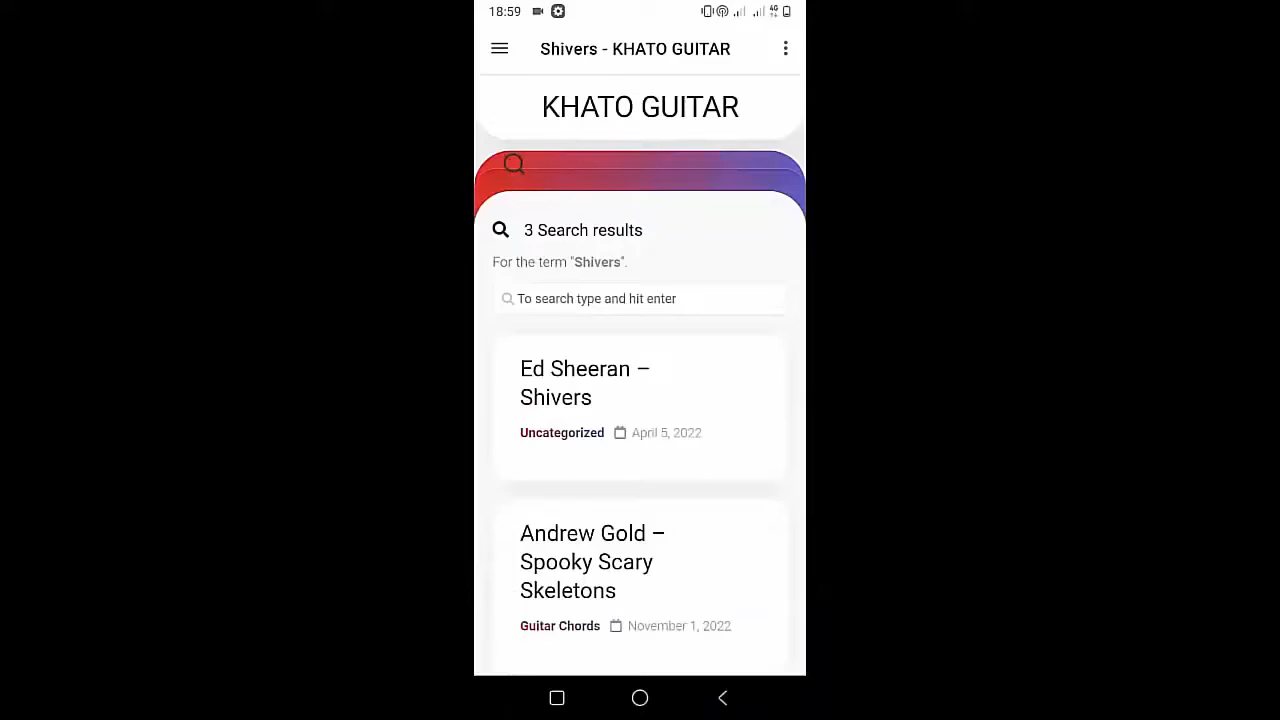 18:59
4G
Shivers - KHATO GUITAR
KHATO GUITAR
3 Search results
For the term "Shivers".
To search type and hit enter
Ed Sheeran –
Shivers
Uncategorized April 5, 2022
Andrew Gold –
Spooky Scary
Skeletons
Guitar Chords November 1, 2022